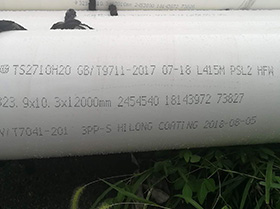 TS2710H20 GB/T9711-2017 07-18 L415M PSL2 HFW
323.9x10.3x12000mm 2454540 18143972 73827
/T7041-201 3PP-S HILONG COATING 2018-08-05